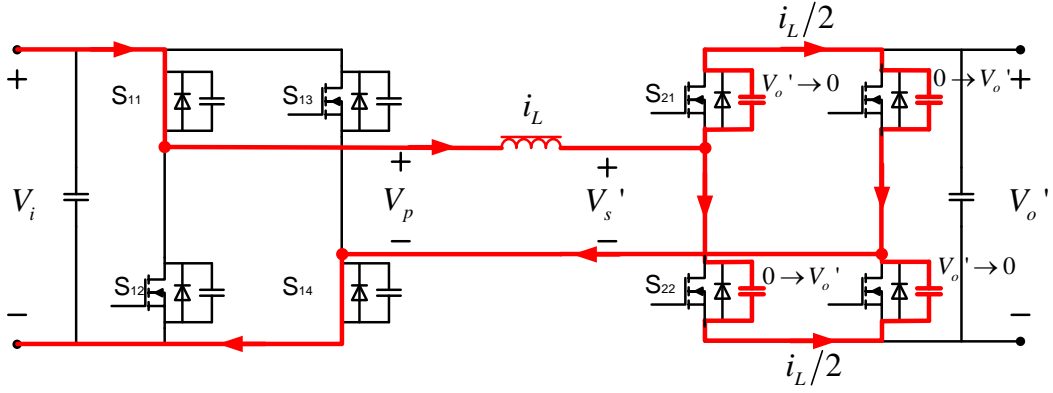 i_L/2
+
S11
S13
S21
V_o'→0
0→V_o'
+
i_L
V_i
+
V_p
−
+
V_s'
−
V_o'
S12
S14
S22
0→V_o'
V_o'→0
−
−
i_L/2